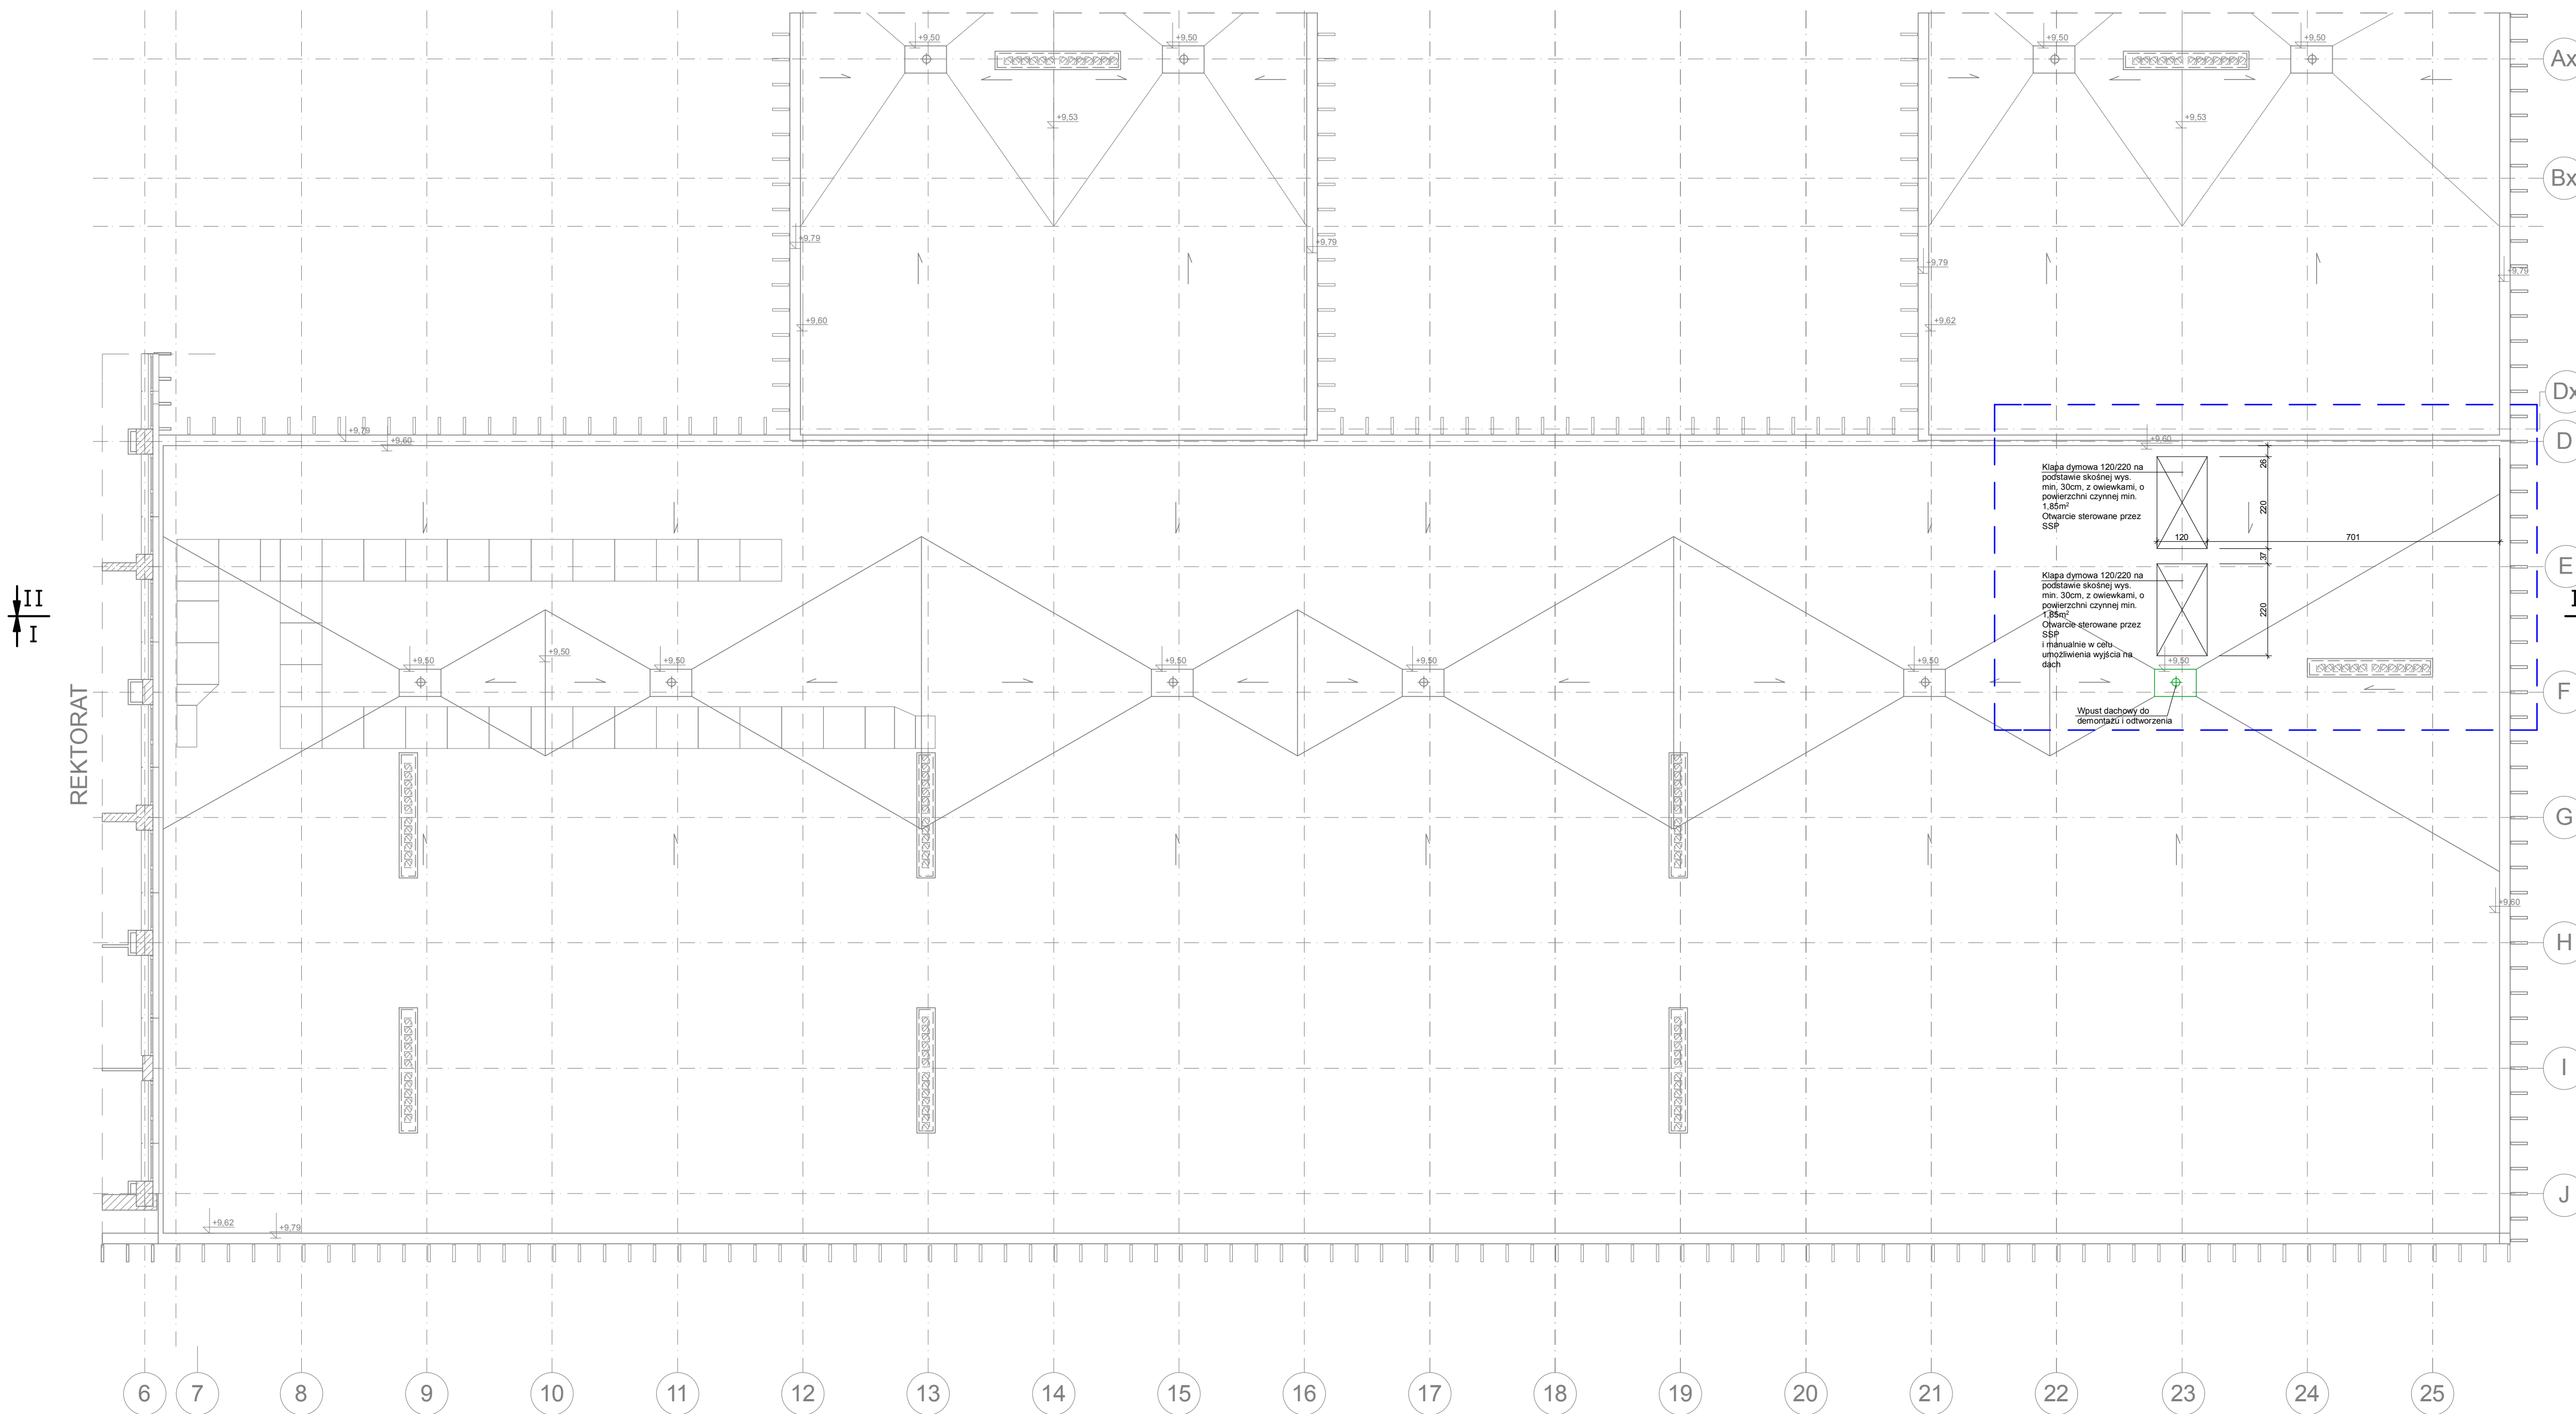 +9,50
+9,50
+9,50
+9,50
Ax
+9,53
+9,53
Bx
+9,79
+9,79
+9,79
+9,79
+9,60
+9,62
Dx
+9,79
+9,60
+9,60
D
Klapa dymowa 120/220 na
podstawie skośnej wys.
min. 30cm, z owiewkami, o
powierzchni czynnej min.
1,85m²
Otwarcie sterowane przez
SSP
26
220
120
701
37
E
Klapa dymowa 120/220 na
podstawie skośnej wys.
min. 30cm, z owiewkami, o
powierzchni czynnej min.
1,85m²
Otwarcie sterowane przez
SSP
i manualnie w celu
umożliwienia wyjścia na
dach
220
II
I
+9,50
+9,50
+9,50
+9,50
+9,50
+9,50
+9,50
F
Wpust dachowy do
demontażu i odtworzenia
REKTORAT
G
+9,60
H
I
J
+9,62
+9,79
6
7
8
9
10
11
12
13
14
15
16
17
18
19
20
21
22
23
24
25